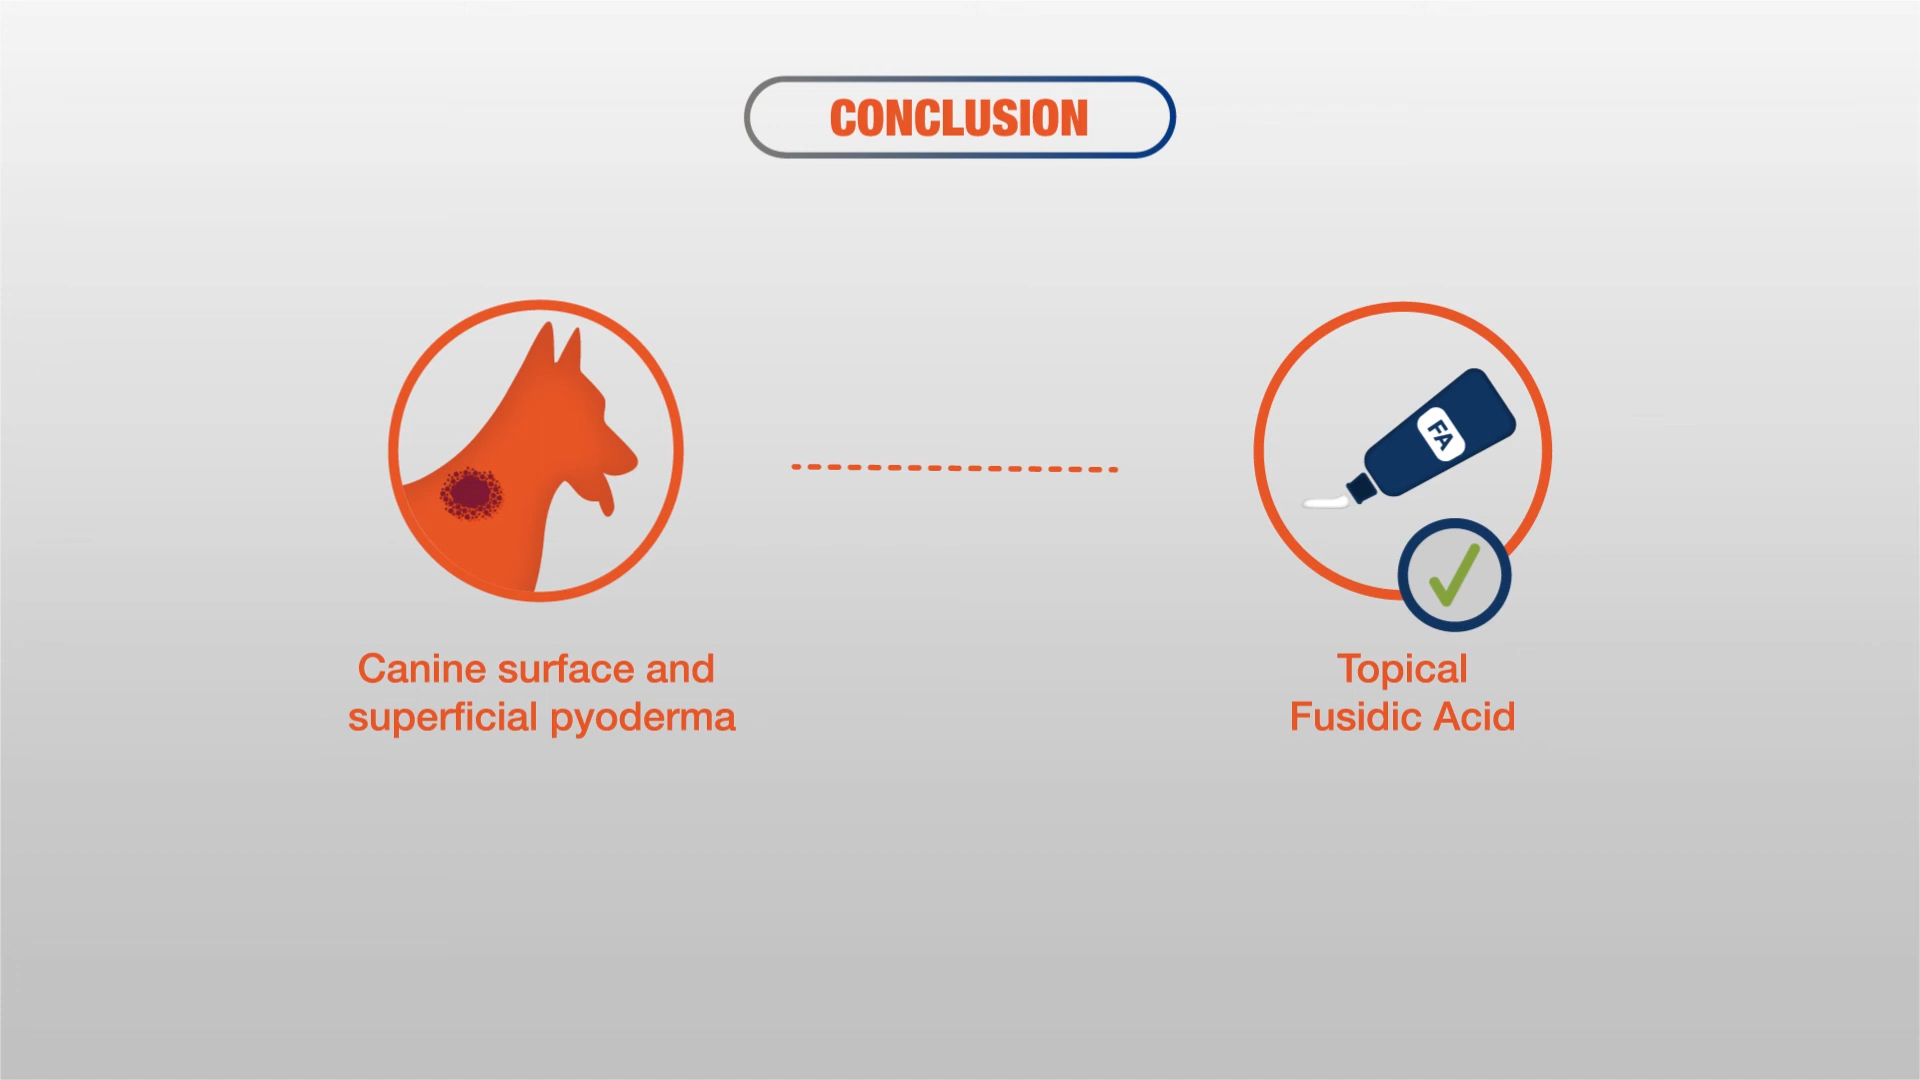 CONCLUSION
FA
Canine surface and
superficial pyoderma
Topical
Fusidic Acid